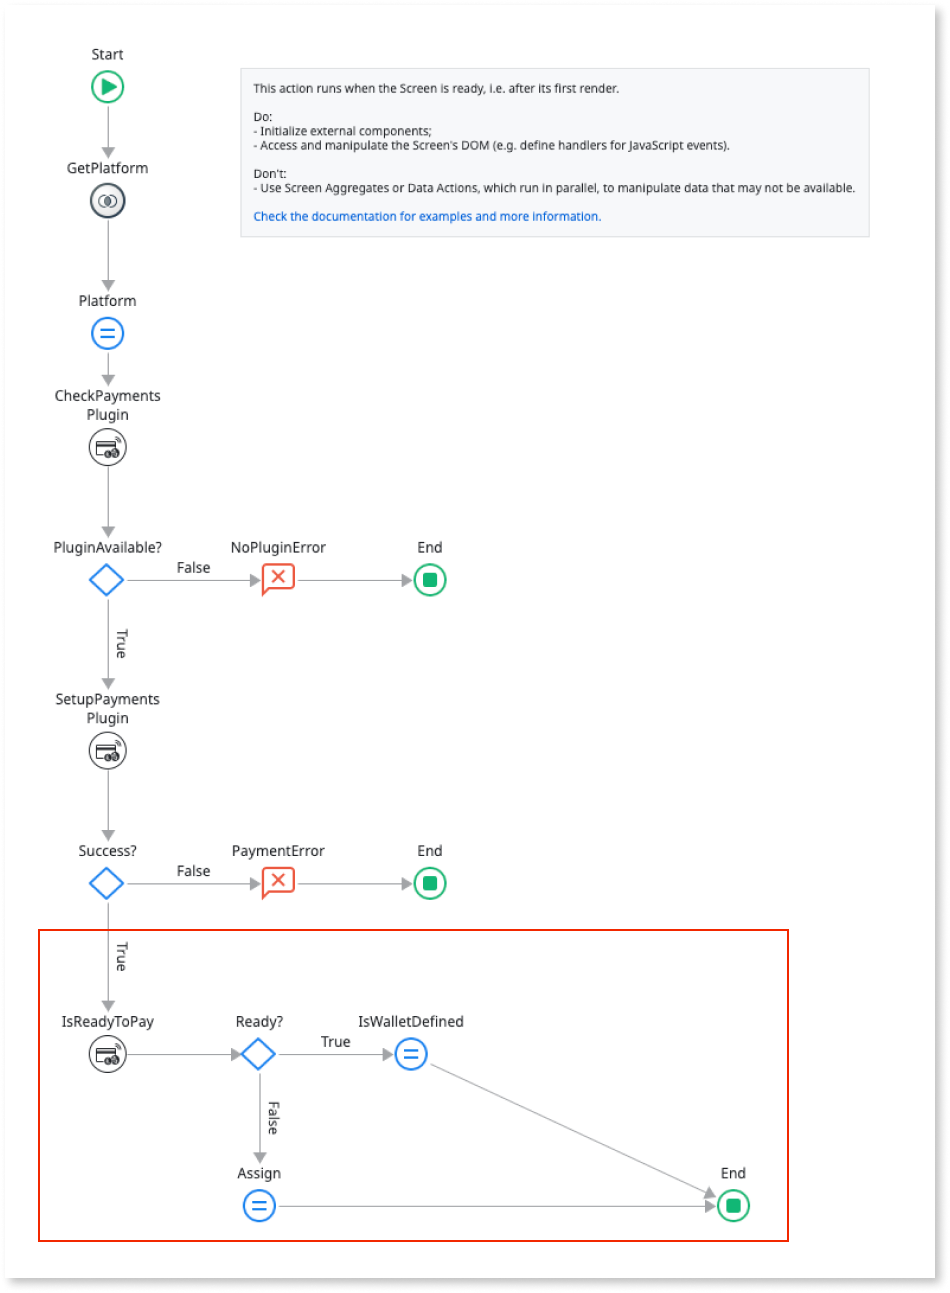 Start
This action runs when the Screen is ready, i.e. after its first render.
Do:
- Initialize external components;
- Access and manipulate the Screen's DOM (e.g. define handlers for JavaScript events).
Don't:
- Use Screen Aggregates or Data Actions, which run in parallel, to manipulate data that may not be available.
Check the documentation for examples and more information.
GetPlatform
Platform
CheckPayments
Plugin
PluginAvailable?
False
NoPluginError
End
True
SetupPayments
Plugin
Success?
False
PaymentError
End
True
IsReadyToPay
Ready?
True
IsWalletDefined
False
Assign
End